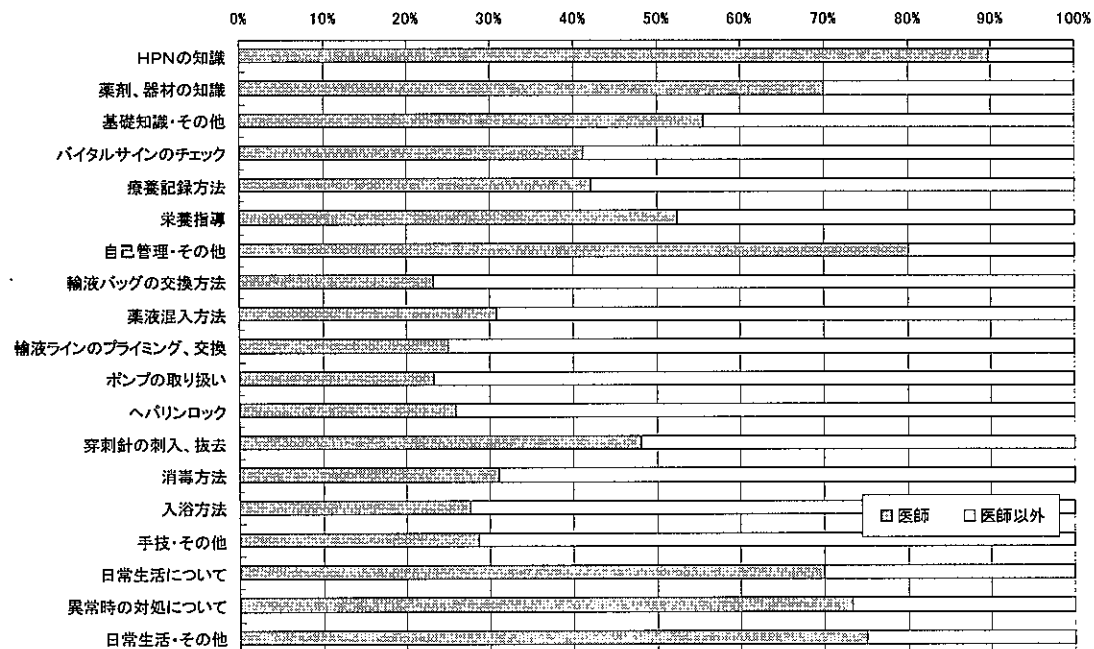 0% 10% 20% 30% 40% 50% 60% 70% 80% 90% 100%
HPNの知識
薬剤、器材の知識
基礎知識・その他
バイタルサインのチェック
療養記録方法
栄養指導
自己管理・その他
輸液バッグの交換方法
薬液混入方法
輸液ラインのプライミング、交換
ポンプの取り扱い
ヘパリンロック
穿刺針の刺入、抜去
消毒方法
入浴方法
医師 医師以外
手技・その他
日常生活について
異常時の対処について
日常生活・その他